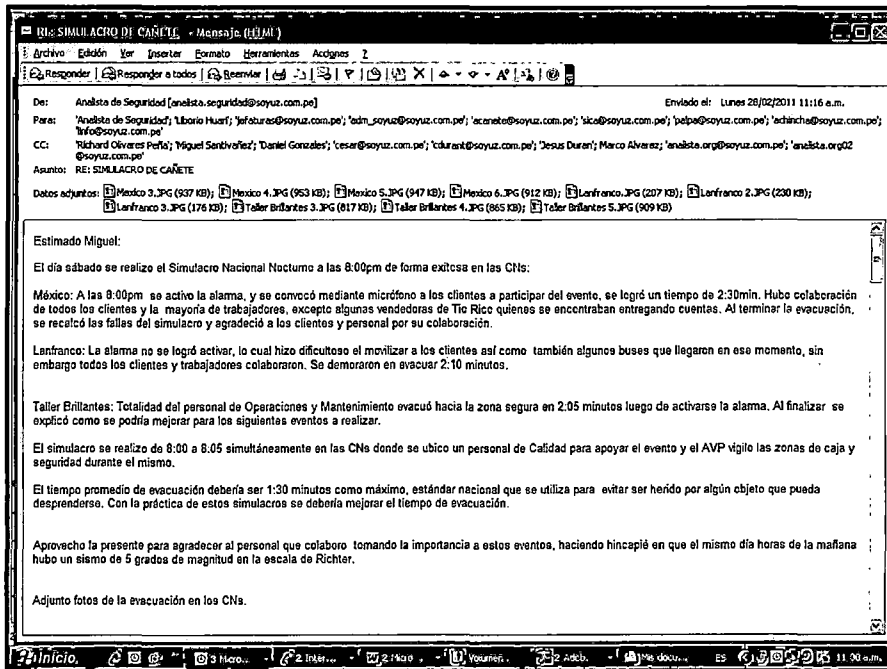 RE: SIMULACRO DE CAÑETE - Mensaje (HTML)
Archivo Edición Ver Insertar Formato Herramientas Acciones ?
Responder Responder a todos Reenviar
De: Analista de Seguridad [analista.seguridad@soyuz.com.pe] Enviado el: Lunes 28/02/2011 11:16 a.m.
Para: 'Analista de Seguridad'; 'Liborio Huari'; 'jefaturas@soyuz.com.pe'; 'adm_soyuz@soyuz.com.pe'; 'acanete@soyuz.com.pe'; 'sica@soyuz.com.pe'; 'palpa@soyuz.com.pe'; 'achincha@soyuz.com.pe';
'info@soyuz.com.pe'
CC: 'Richard Olivares Peña'; 'Miguel Santivañez'; 'Daniel Gonzales'; 'cesar@soyuz.com.pe'; 'cdurant@soyuz.com.pe'; 'Jesus Duran'; Marco Alvarez; 'analista.org@soyuz.com.pe'; 'analista.org02
@soyuz.com.pe'
Asunto: RE: SIMULACRO DE CAÑETE
Datos adjuntos: Mexico 3.JPG (937 KB); Mexico 4.JPG (953 KB); Mexico 5.JPG (947 KB); Mexico 6.JPG (912 KB); Lanfranco.JPG (207 KB); Lanfranco 2.JPG (230 KB);
Lanfranco 3.JPG (176 KB); Taller Brillantes 3.JPG (817 KB); Taller Brillantes 4.JPG (865 KB); Taller Brillantes 5.JPG (909 KB)
Estimado Miguel:
El día sábado se realizo el Simulacro Nacional Nocturno a las 8:00pm de forma exitosa en las CNs:
México: A las 8:00pm se activo la alarma, y se convocó mediante micrófono a los clientes a participar del evento, se logró un tiempo de 2:30min. Hubo colaboración
de todos los clientes y la mayoría de trabajadores, excepto algunas vendedoras de Tio Rico quienes se encontraban entregando cuentas. Al terminar la evacuación,
se recalcó las fallas del simulacro y agradeció a los clientes y personal por su colaboración.
Lanfranco: La alarma no se logró activar, lo cual hizo dificultoso el movilizar a los clientes así como también algunos buses que llegaron en ese momento, sin
embargo todos los clientes y trabajadores colaboraron. Se demoraron en evacuar 2:10 minutos.
Taller Brillantes: Totalidad del personal de Operaciones y Mantenimiento evacuó hacia la zona segura en 2:05 minutos luego de activarse la alarma. Al finalizar se
explicó como se podría mejorar para los siguientes eventos a realizar.
El simulacro se realizo de 8:00 a 8:05 simultáneamente en las CNs donde se ubico un personal de Calidad para apoyar el evento y el AVP vigilo las zonas de caja y
seguridad durante el mismo.
El tiempo promedio de evacuación debería ser 1:30 minutos como máximo, estándar nacional que se utiliza para evitar ser herido por algún objeto que pueda
desprenderse. Con la práctica de estos simulacros se debería mejorar el tiempo de evacuación.
Aprovecho la presente para agradecer al personal que colaboro tomando la importancia a estos eventos, haciendo hincapié en que el mismo día horas de la mañana
hubo un sismo de 5 grados de magnitud en la escala de Richter.
Adjunto fotos de la evacuación en los CNs.
Inicio 3 Micro... 2 Inter... 2 Micro... Volumen... Mis docu... ES 11:00 a.m.